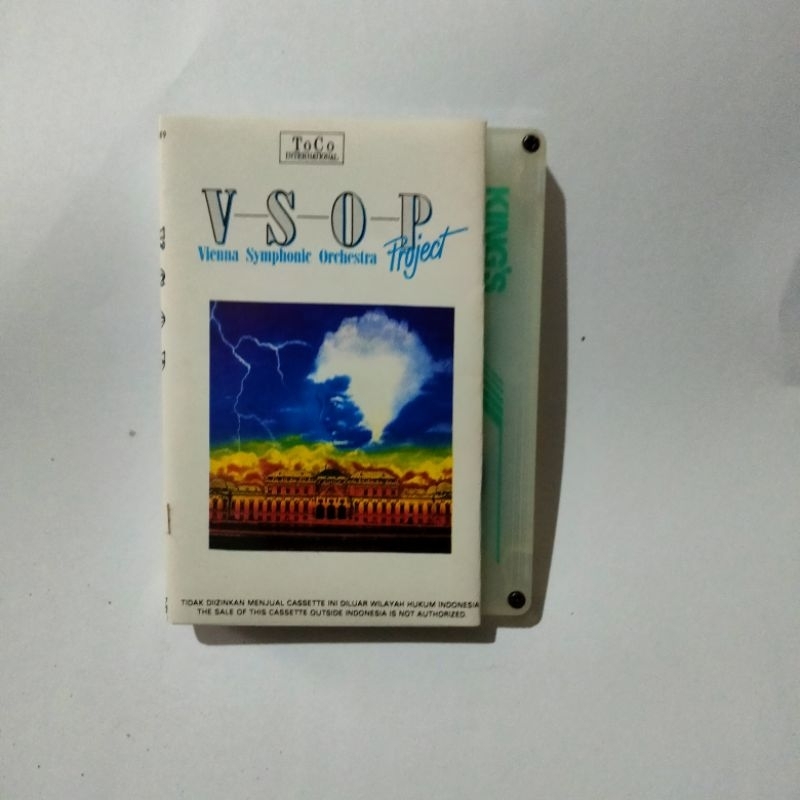 ToCo
INTERNATIONAL
V-S-O-P
Vienna Symphonic Orchestra Project
KING'S
TIDAK DIIZINKAN MENJUAL CASSETTE INI DILUAR WILAYAH HUKUM INDONESIA
THE SALE OF THIS CASSETTE OUTSIDE INDONESIA IS NOT AUTHORIZED.